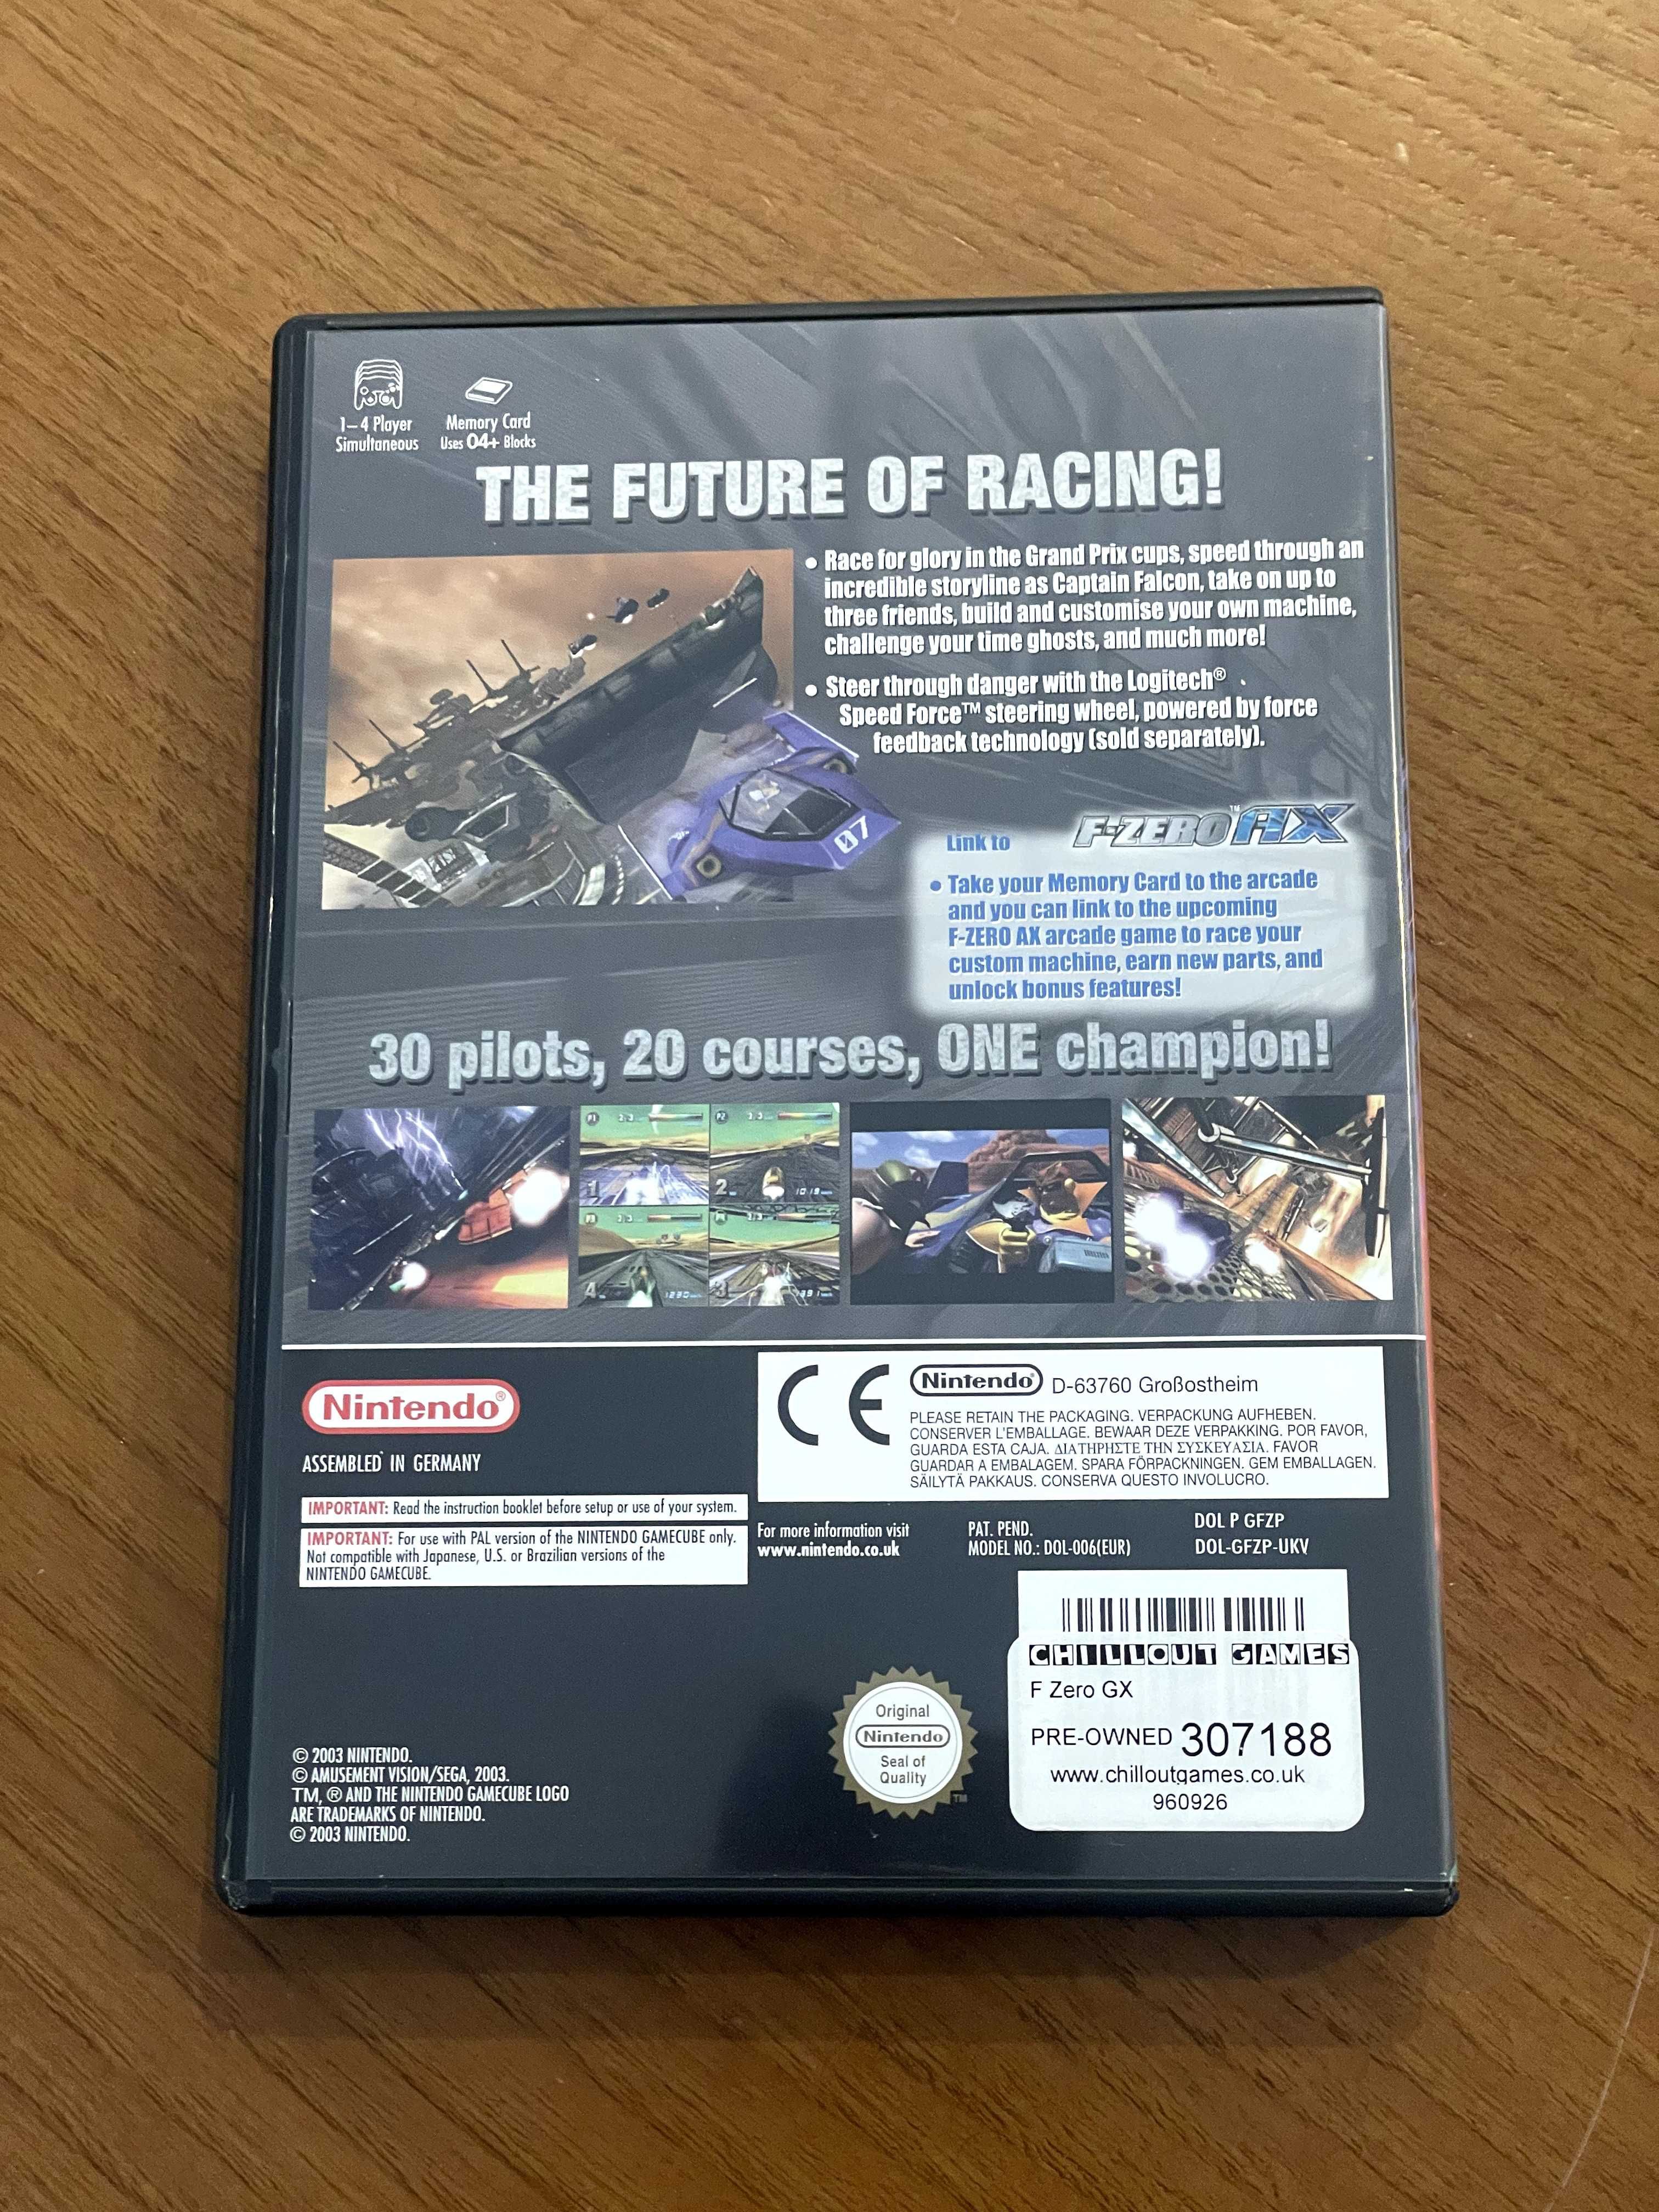 1–4 Player
Simultaneous
Memory Card
Uses 04+ Blocks
THE FUTURE OF RACING!
• Race for glory in the Grand Prix cups, speed through an
incredible storyline as Captain Falcon, take on up to
three friends, build and customise your own machine,
challenge your time ghosts, and much more!
• Steer through danger with the Logitech®
Speed Force™ steering wheel, powered by force
feedback technology (sold separately).
07
Link to F-ZERO AX™
• Take your Memory Card to the arcade
and you can link to the upcoming
F-ZERO AX arcade game to race your
custom machine, earn new parts, and
unlock bonus features!
30 pilots, 20 courses, ONE champion!
P1
P2
1
2
4
3
Nintendo®
ASSEMBLED IN GERMANY
IMPORTANT: Read the instruction booklet before setup or use of your system.
IMPORTANT: For use with PAL version of the NINTENDO GAMECUBE only.
Not compatible with Japanese, U.S. or Brazilian versions of the
NINTENDO GAMECUBE.
CE
Nintendo® D-63760 Großostheim
PLEASE RETAIN THE PACKAGING. VERPACKUNG AUFHEBEN.
CONSERVER L'EMBALLAGE. BEWAAR DEZE VERPAKKING. POR FAVOR,
GUARDA ESTA CAJA. ΔΙΑΤΗΡΗΣΤΕ ΤΗΝ ΣΥΣΚΕΥΑΣΙΑ. FAVOR
GUARDAR A EMBALAGEM. SPARA FÖRPACKNINGEN. GEM EMBALLAGEN.
SÄILYTÄ PAKKAUS. CONSERVA QUESTO INVOLUCRO.
For more information visit
www.nintendo.co.uk
PAT. PEND.
MODEL NO.: DOL-006(EUR)
DOL P GFZP
DOL-GFZP-UKV
CHILLOUT GAMES
F Zero GX
PRE-OWNED 307188
www.chilloutgames.co.uk
960926
Original
Nintendo
Seal of
Quality
TM
© 2003 NINTENDO.
© AMUSEMENT VISION/SEGA, 2003.
TM, ® AND THE NINTENDO GAMECUBE LOGO
ARE TRADEMARKS OF NINTENDO.
© 2003 NINTENDO.